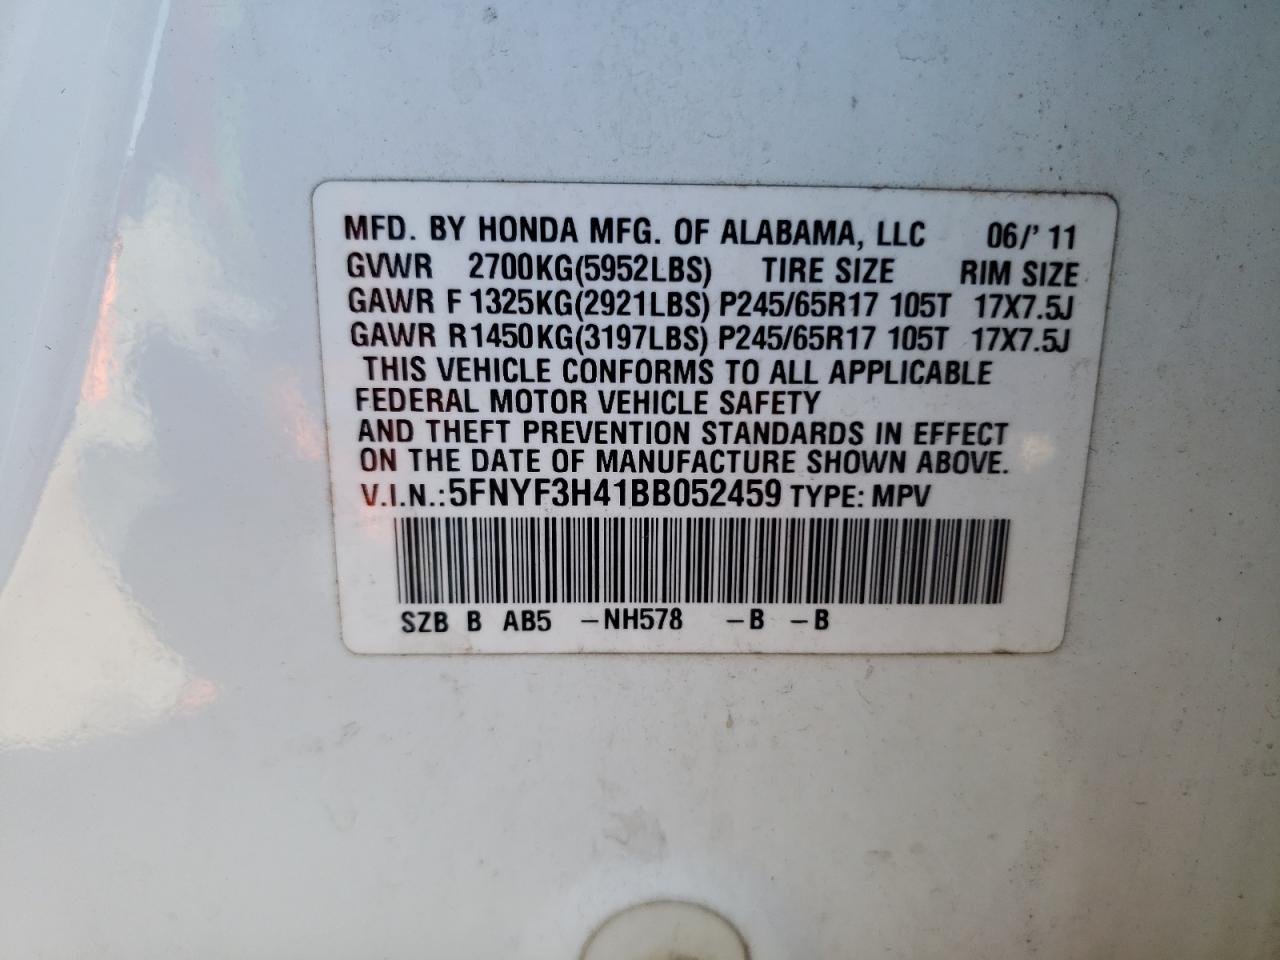 MFD. BY HONDA MFG. OF ALABAMA, LLC 06/' 11
GVWR 2700KG(5952LBS) TIRE SIZE RIM SIZE
GAWR F 1325KG(2921LBS) P245/65R17 105T 17X7.5J
GAWR R1450KG(3197LBS) P245/65R17 105T 17X7.5J
THIS VEHICLE CONFORMS TO ALL APPLICABLE
FEDERAL MOTOR VEHICLE SAFETY
AND THEFT PREVENTION STANDARDS IN EFFECT
ON THE DATE OF MANUFACTURE SHOWN ABOVE.
V.I.N.:5FNYF3H41BB052459 TYPE: MPV
SZB B AB5 –NH578 –B –B